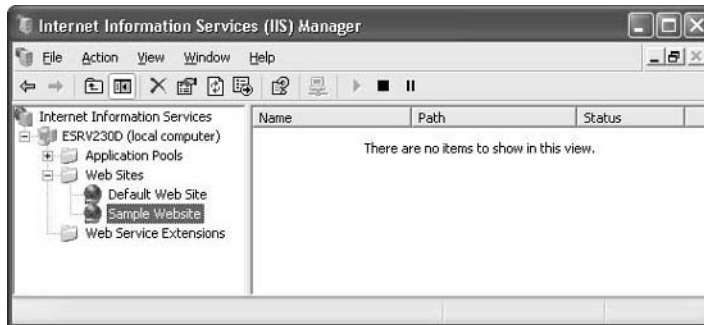 Internet Information Services (IIS) Manager
File Action View Window Help
Internet Information Services
ESRV230D (local computer)
Application Pools
Web Sites
Default Web Site
Sample Website
Web Service Extensions
Name Path Status
There are no items to show in this view.